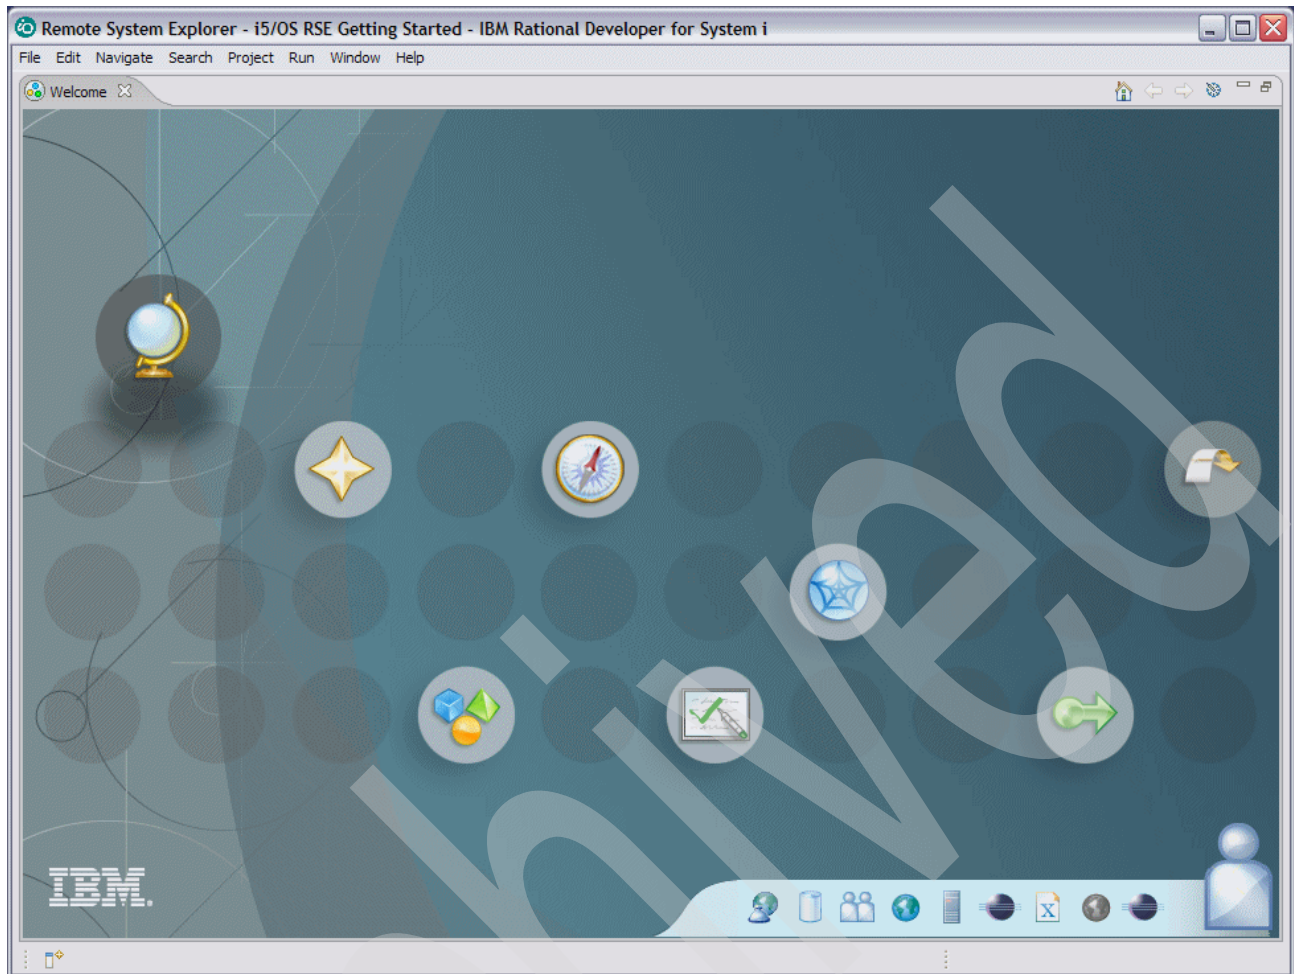 Remote System Explorer - i5/OS RSE Getting Started - IBM Rational Developer for System i
File Edit Navigate Search Project Run Window Help
Welcome
IBM.
X
hived